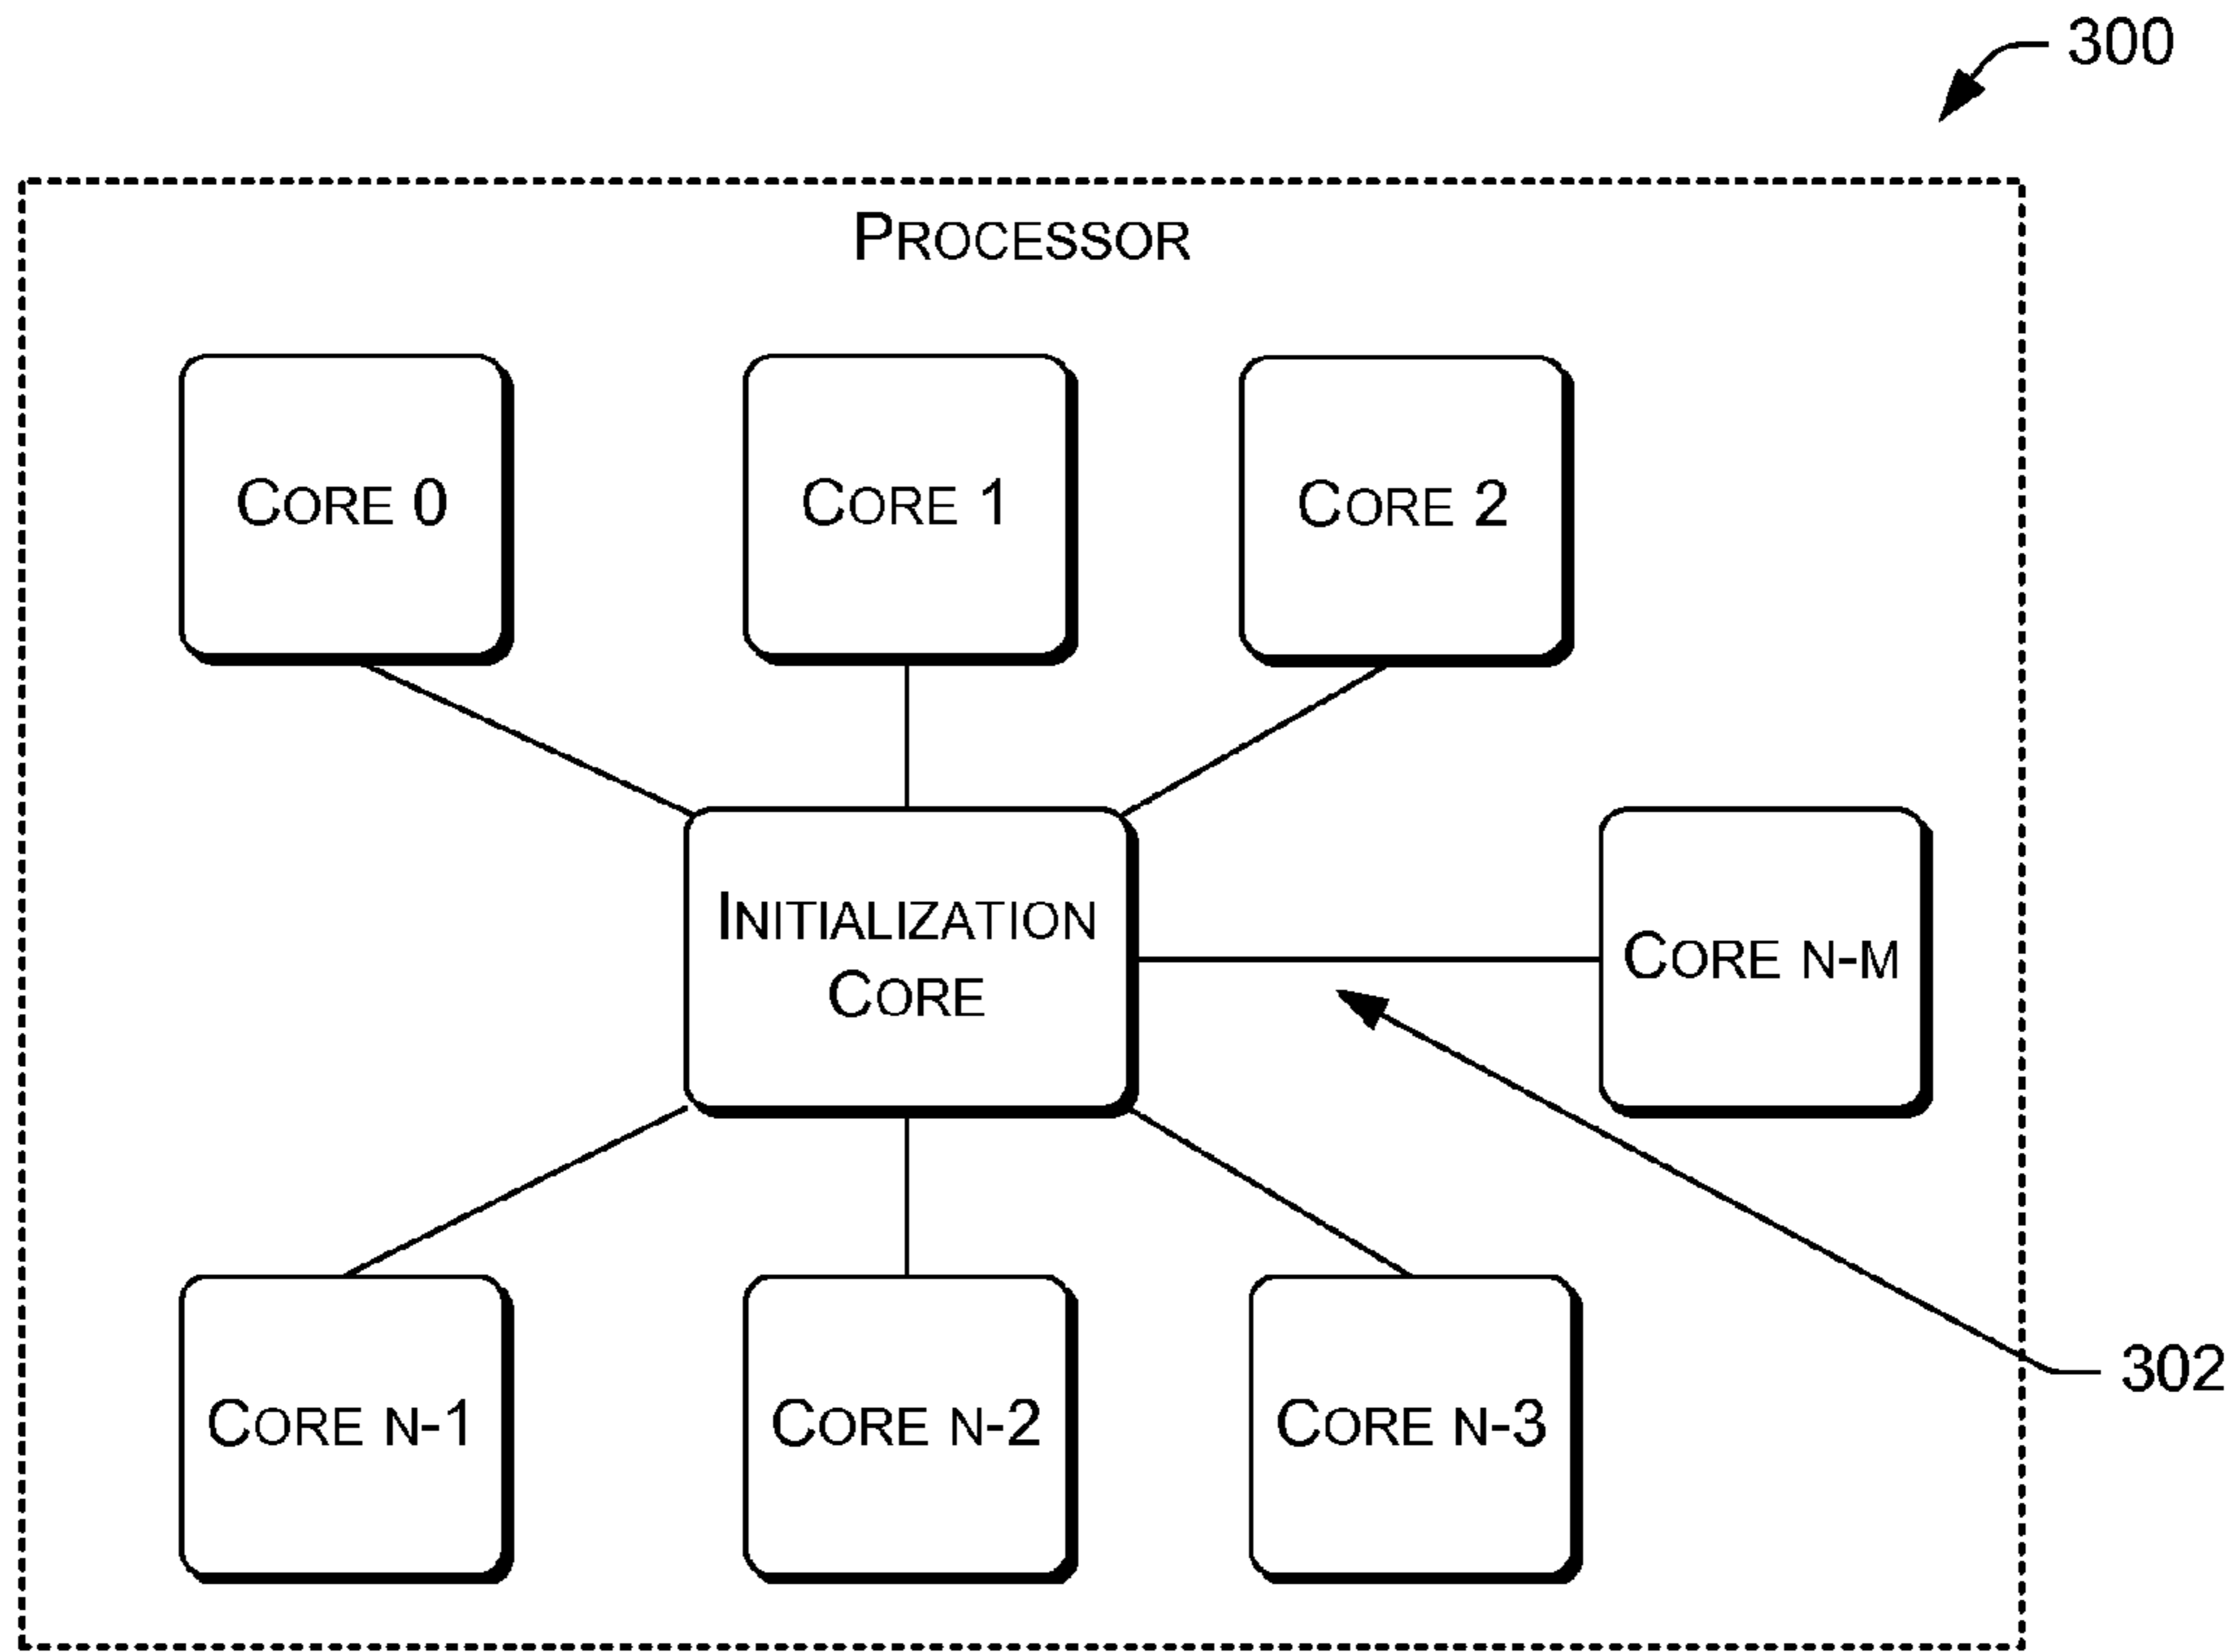 300
PROCESSOR
CORE 0
CORE 1
CORE 2
INITIALIZATION
CORE
CORE N-M
CORE N-1
CORE N-2
CORE N-3
302